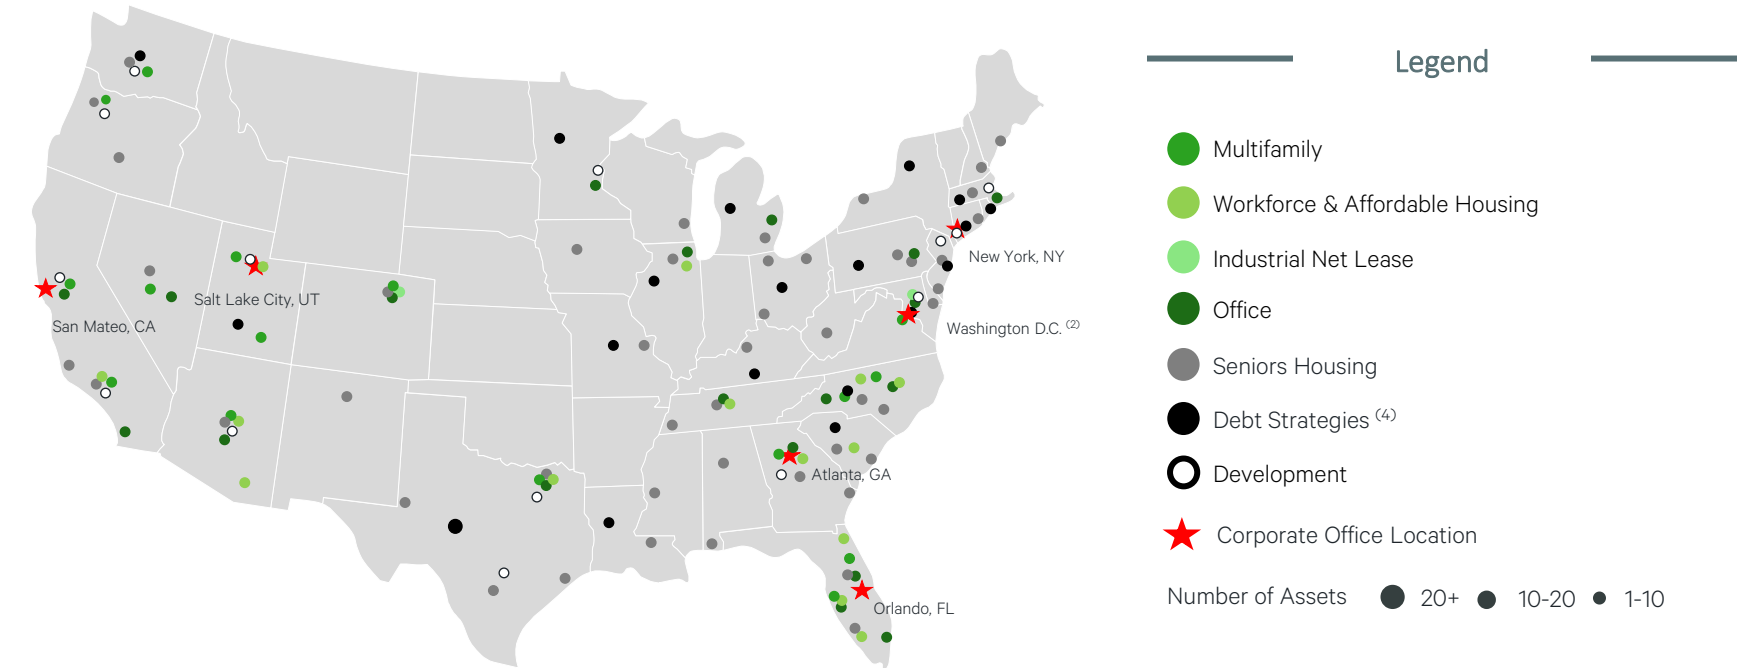 Legend
Multifamily
Workforce & Affordable Housing
Industrial Net Lease
Office
Seniors Housing
Debt Strategies (4)
Development
Corporate Office Location
Number of Assets 20+ 10-20 1-10
New York, NY
Salt Lake City, UT
San Mateo, CA
Washington D.C. (2)
Atlanta, GA
Orlando, FL